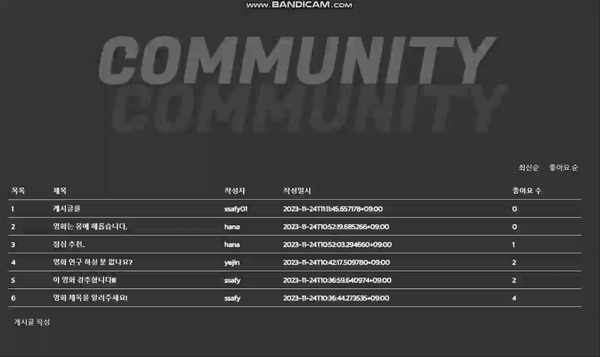 www.BANDICAM.com
COMMUNITY
COMMUNITY
최신순 좋아요 순
목록 제목 작성자 작성일시 좋아요 수
1 게시글을 ssafy01 2023-11-24T11:11:45.657178+09:00 0
2 영화는 몸에 해롭습니다. hana 2023-11-24T10:52:19.685266+09:00 0
3 점심 추천.. hana 2023-11-24T10:52:03.294660+09:00 1
4 영화 연구 하실 분 없나요? yejin 2023-11-24T10:42:17.509780+09:00 2
5 이 영화 강추합니다!!! ssafy 2023-11-24T10:36:59.640974+09:00 2
6 영화 제목을 알려주세요! ssafy 2023-11-24T10:36:44.273535+09:00 4
게시글 작성